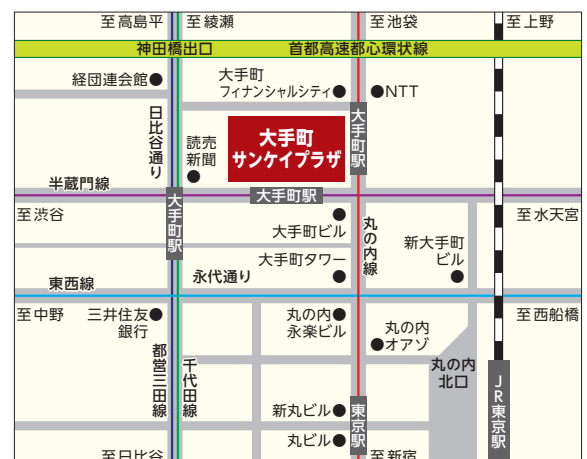 至高島平
至綾瀬
至池袋
至上野
神田橋出口
首都高速都心環状線
経団連会館●
大手町
フィナンシャルシティ●
●NTT
日比谷通り
読売
新聞
●
大手町
サンケイプラザ
大手町駅
半蔵門線
大手町駅
大手町駅
至渋谷
●
大手町ビル
丸の内線
新大手町
ビル
●
至水天宮
大手町タワー
●
東西線
永代通り
至中野
三井住友●
銀行
丸の内●
永楽ビル
丸の内
●オアゾ
至西船橋
都営三田線
千代田線
丸の内
北口
JR東京駅
新丸ビル●
東京駅
丸ビル●
至日比谷
至新宿